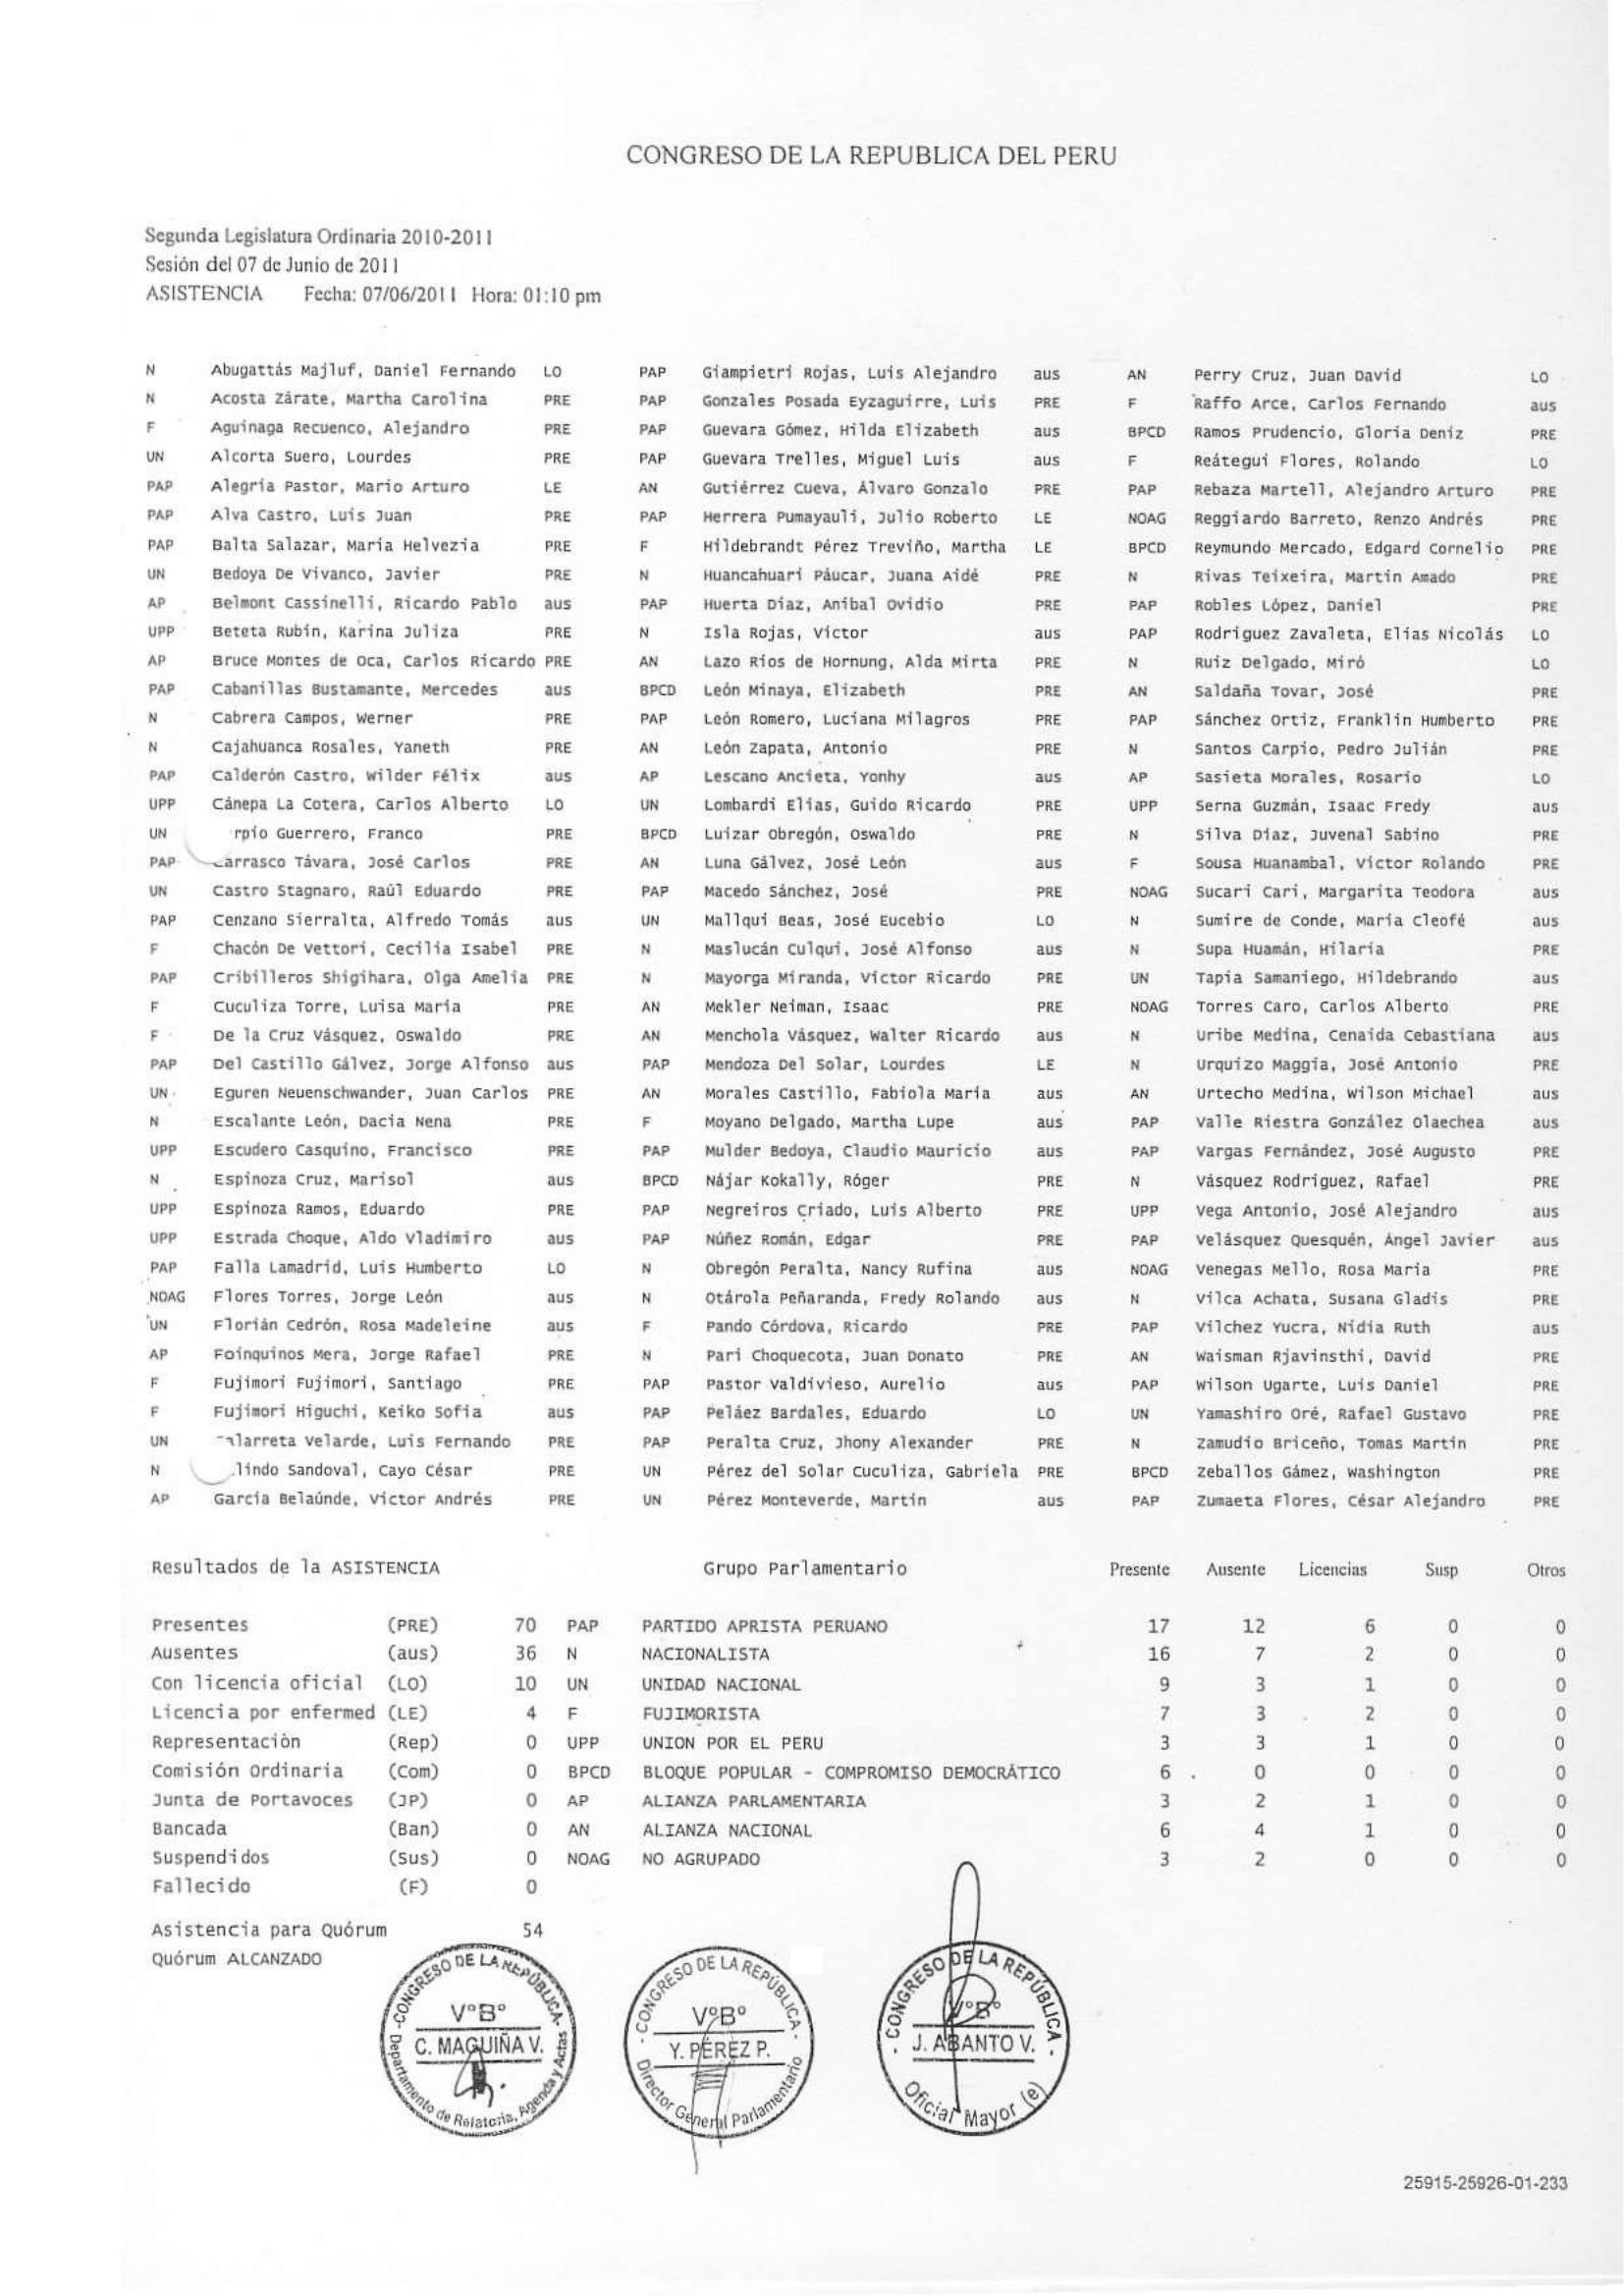 CONGRESO DE LA REPUBLICA DEL PERU
Segunda Legislatura Ordinaria 2010-2011
Sesión del 07 de Junio de 2011
ASISTENCIA Fecha: 07/06/2011 Hora: 01:10 pm
N Abugattás Majluf, Daniel Fernando LO PAP Giampietri Rojas, Luis Alejandro aus AN Perry Cruz, Juan David LO
N Acosta Zárate, Martha Carolina PRE PAP Gonzales Posada Eyzaguirre, Luis PRE F Raffo Arce, Carlos Fernando aus
F Aguinaga Recuenco, Alejandro PRE PAP Guevara Gómez, Hilda Elizabeth aus BPCD Ramos Prudencio, Gloria Deniz PRE
UN Alcorta Suero, Lourdes PRE PAP Guevara Trelles, Miguel Luis aus F Reátegui Flores, Rolando LO
PAP Alegría Pastor, Mario Arturo LE AN Gutiérrez Cueva, Álvaro Gonzalo PRE PAP Rebaza Martell, Alejandro Arturo PRE
PAP Alva Castro, Luis Juan PRE PAP Herrera Pumayauli, Julio Roberto LE NOAG Reggiardo Barreto, Renzo Andrés PRE
PAP Balta Salazar, María Helvezia PRE F Hildebrandt Pérez Treviño, Martha LE BPCD Reymundo Mercado, Edgard Cornelio PRE
UN Bedoya De Vivanco, Javier PRE N Huancahuari Páucar, Juana Aidé PRE N Rivas Teixeira, Martin Amado PRE
AP Belmont Cassinelli, Ricardo Pablo aus PAP Huerta Díaz, Anibal Ovidio PRE PAP Robles López, Daniel PRE
UPP Beteta Rubín, Karina Juliza PRE N Isla Rojas, Víctor aus PAP Rodriguez Zavaleta, Elías Nicolás LO
AP Bruce Montes de Oca, Carlos Ricardo PRE AN Lazo Ríos de Hornung, Alda Mirta PRE N Ruiz Delgado, Miró LO
PAP Cabanillas Bustamante, Mercedes aus BPCD León Minaya, Elizabeth PRE AN Saldaña Tovar, José PRE
N Cabrera Campos, Werner PRE PAP León Romero, Luciana Milagros PRE PAP Sánchez Ortiz, Franklin Humberto PRE
N Cajahuanca Rosales, Yaneth PRE AN León Zapata, Antonio PRE N Santos Carpio, Pedro Julián PRE
PAP Calderón Castro, Wilder Félix aus AP Lescano Ancieta, Yonhy aus AP Sasieta Morales, Rosario LO
UPP Cánepa La Cotera, Carlos Alberto LO UN Lombardi Elías, Guido Ricardo PRE UPP Serna Guzmán, Isaac Fredy aus
UN rpio Guerrero, Franco PRE BPCD Luizar Obregón, Oswaldo PRE N Silva Díaz, Juvenal Sabino PRE
PAP arrasco Távara, José Carlos PRE AN Luna Gálvez, José León aus F Sousa Huanambal, Víctor Rolando PRE
UN Castro Stagnaro, Raúl Eduardo PRE PAP Macedo Sánchez, José PRE NOAG Sucari Cari, Margarita Teodora aus
PAP Cenzano Sierralta, Alfredo Tomás aus UN Mallqui Beas, José Eucebio LO N Sumire de Conde, María Cleofé aus
F Chacón De Vettori, Cecilia Isabel PRE N Maslucán Culqui, José Alfonso aus N Supa Huamán, Hilaria PRE
PAP Cribilleros Shigihara, Olga Amelia PRE N Mayorga Miranda, Víctor Ricardo PRE UN Tapia Samaniego, Hildebrando aus
F Cuculiza Torre, Luisa María PRE AN Mekler Neiman, Isaac PRE NOAG Torres Caro, Carlos Alberto PRE
F De la Cruz Vásquez, Oswaldo PRE AN Menchola Vásquez, Walter Ricardo aus N Uribe Medina, Cenaida Cebastiana aus
PAP Del Castillo Gálvez, Jorge Alfonso aus PAP Mendoza Del Solar, Lourdes LE N Urquizo Maggia, José Antonio PRE
UN Eguren Neuenschwander, Juan Carlos PRE AN Morales Castillo, Fabiola María aus AN Urtecho Medina, Wilson Michael aus
N Escalante León, Dacia Nena PRE F Moyano Delgado, Martha Lupe aus PAP Valle Riestra González Olaechea aus
UPP Escudero Casquino, Francisco PRE PAP Mulder Bedoya, Claudio Mauricio aus PAP Vargas Fernández, José Augusto PRE
N Espinoza Cruz, Marisol aus BPCD Nájar Kokally, Róger PRE N Vásquez Rodríguez, Rafael PRE
UPP Espinoza Ramos, Eduardo PRE PAP Negreiros Criado, Luis Alberto PRE UPP Vega Antonio, José Alejandro aus
UPP Estrada Choque, Aldo Vladimiro aus PAP Núñez Román, Edgar PRE PAP Velásquez Quesquén, Ángel Javier aus
PAP Falla Lamadrid, Luis Humberto LO N Obregón Peralta, Nancy Rufina aus NOAG Venegas Mello, Rosa María PRE
NOAG Flores Torres, Jorge León aus N Otárola Peñaranda, Fredy Rolando aus N Vilca Achata, Susana Gladis PRE
UN Florián Cedrón, Rosa Madeleine aus F Pando Córdova, Ricardo PRE PAP Vilchez Yucra, Nidia Ruth aus
AP Foinquinos Mera, Jorge Rafael PRE N Pari Choquecota, Juan Donato PRE AN Waisman Rjavinsthi, David PRE
F Fujimori Fujimori, Santiago PRE PAP Pastor Valdivieso, Aurelio aus PAP Wilson Ugarte, Luis Daniel PRE
F Fujimori Higuchi, Keiko Sofía aus PAP Peláez Bardales, Eduardo LO UN Yamashiro Oré, Rafael Gustavo PRE
UN alarreta Velarde, Luis Fernando PRE PAP Peralta Cruz, Jhony Alexander PRE N Zamudio Briceño, Tomas Martin PRE
N lindo Sandoval, Cayo César PRE UN Pérez del Solar Cuculiza, Gabriela PRE BPCD Zeballos Gámez, Washington PRE
AP García Belaúnde, Víctor Andrés PRE UN Pérez Monteverde, Martín aus PAP Zumaeta Flores, César Alejandro PRE
Resultados de la ASISTENCIA Grupo Parlamentario Presente Ausente Licencias Susp Otros
Presentes (PRE) 70 PAP PARTIDO APRISTA PERUANO 17 12 6 0 0
Ausentes (aus) 36 N NACIONALISTA 16 7 2 0 0
Con licencia oficial (LO) 10 UN UNIDAD NACIONAL 9 3 1 0 0
Licencia por enfermed (LE) 4 F FUJIMORISTA 7 3 2 0 0
Representaciòn (Rep) 0 UPP UNION POR EL PERU 3 3 1 0 0
Comisión Ordinaria (Com) 0 BPCD BLOQUE POPULAR - COMPROMISO DEMOCRÁTICO 6 0 0 0 0
Junta de Portavoces (JP) 0 AP ALIANZA PARLAMENTARIA 3 2 1 0 0
Bancada (Ban) 0 AN ALIANZA NACIONAL 6 4 1 0 0
Suspendidos (Sus) 0 NOAG NO AGRUPADO 3 2 0 0 0
Fallecido (F) 0
Asistencia para Quórum 54
Quórum ALCANZADO
CONGRESO DE LA REPÚBLICA
V°B°
C. MAGUIÑA V.
Departamento de Relatoria, Agenda y Actas
CONGRESO DE LA REPÚBLICA
V°B°
Y. PÉREZ P.
Director General Parlamentario
CONGRESO DE LA REPÚBLICA
V°B°
J. ABANTO V.
Oficial Mayor (e)
25915-25926-01-233